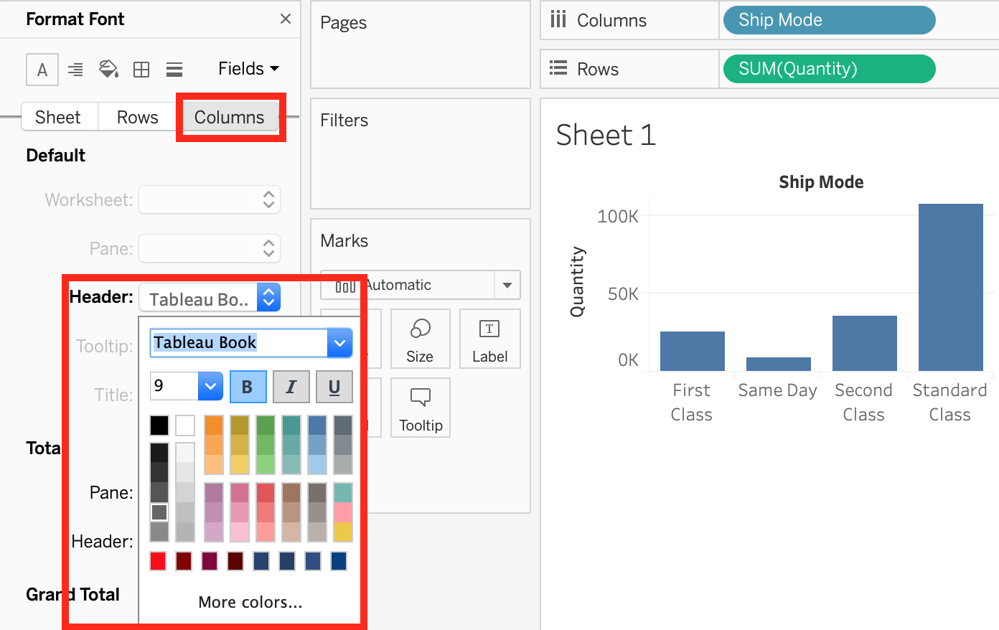 Format Font
A
Fields
Sheet
Rows
Columns
Default
Worksheet:
Pane:
Header:
Tableau Bo..
Tooltip:
Tableau Book
9
B
I
U
Title:
Pane:
Header:
Grand Total
More colors...
Pages
Filters
Marks
Automatic
Size
T
Label
Tooltip
Columns
Ship Mode
Rows
SUM(Quantity)
Sheet 1
Ship Mode
Quantity
100K
50K
0K
First
Class
Same Day
Second
Class
Standard
Class